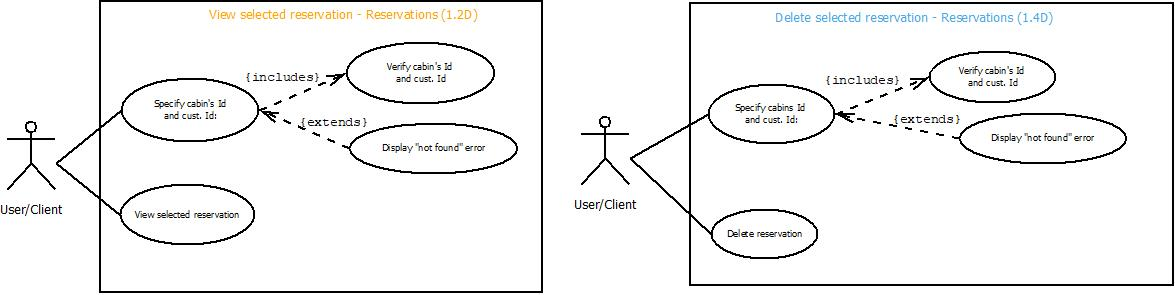 View selected reservation - Reservations (1.2D)
Verify cabin's Id
and cust. Id
{includes}
Specify cabin's Id
and cust. Id:
{extends}
Display "not found" error
User/Client
View selected reservation
Delete selected reservation - Reservations (1.4D)
Verify cabin's Id
and cust. Id
{includes}
Specify cabins Id
and cust. Id:
{extends}
Display "not found" error
User/Client
Delete reservation